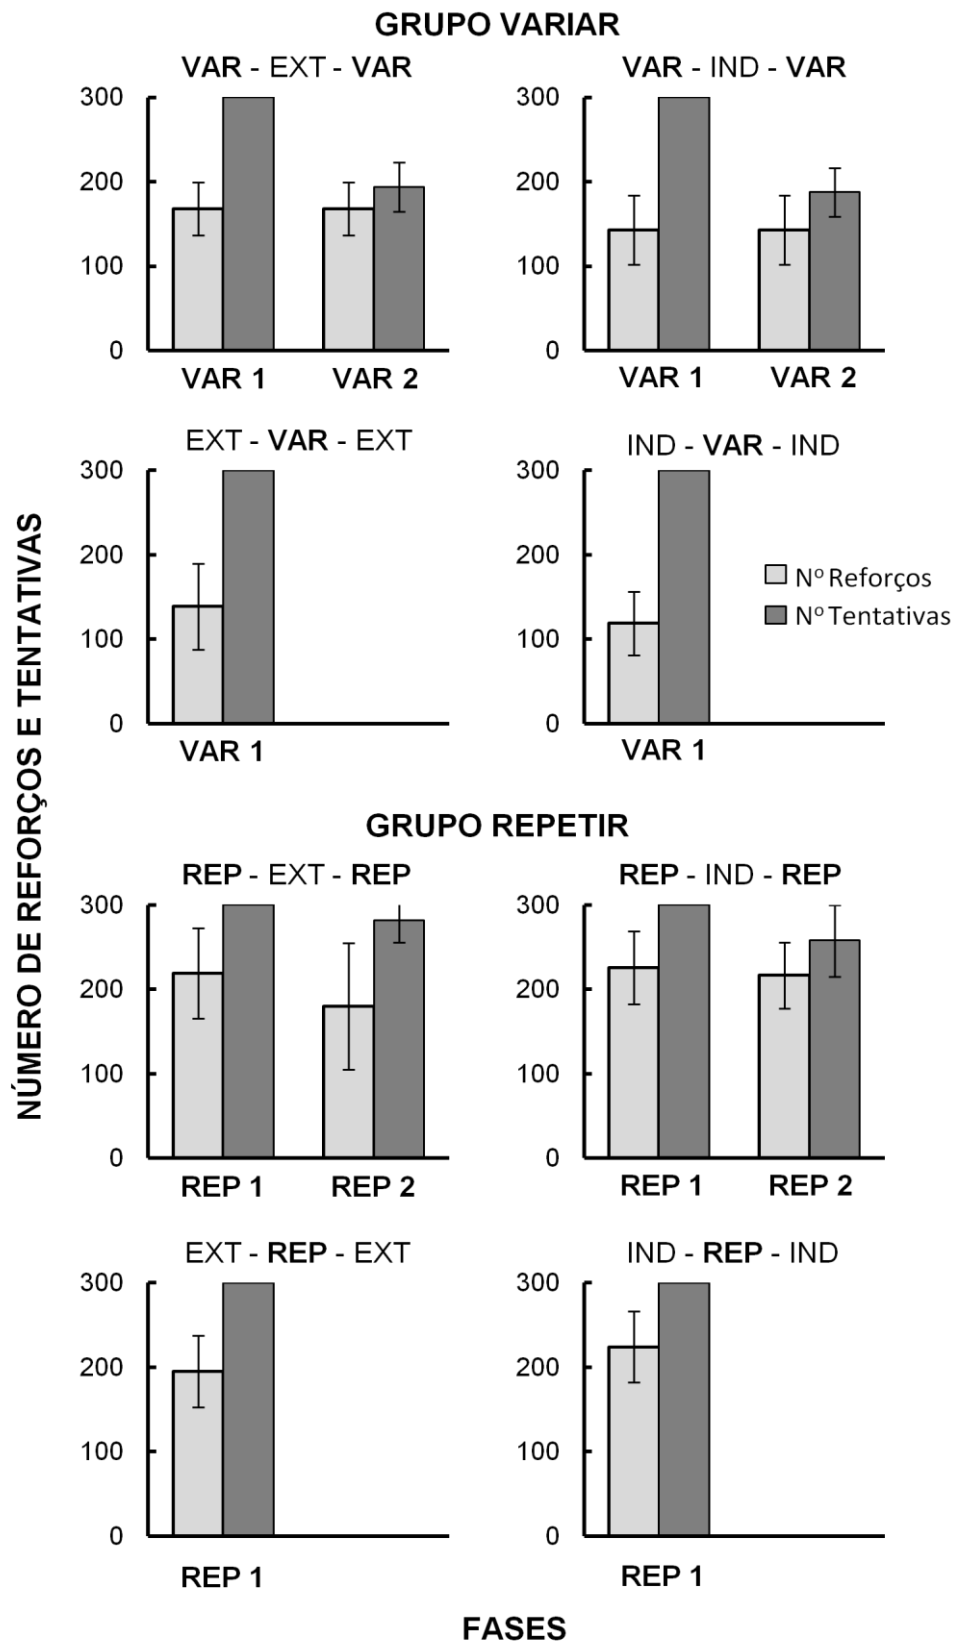 GRUPO VARIAR
VAR - EXT - VAR
300
200
100
0
VAR 1 VAR 2
VAR - IND - VAR
300
200
100
0
VAR 1 VAR 2
EXT - VAR - EXT
300
200
100
0
VAR 1
IND - VAR - IND
300
200
100
0
VAR 1
Nº Reforços
Nº Tentativas
NÚMERO DE REFORÇOS E TENTATIVAS
GRUPO REPETIR
REP - EXT - REP
300
200
100
0
REP 1 REP 2
REP - IND - REP
300
200
100
0
REP 1 REP 2
EXT - REP - EXT
300
200
100
0
REP 1
IND - REP - IND
300
200
100
0
REP 1
FASES